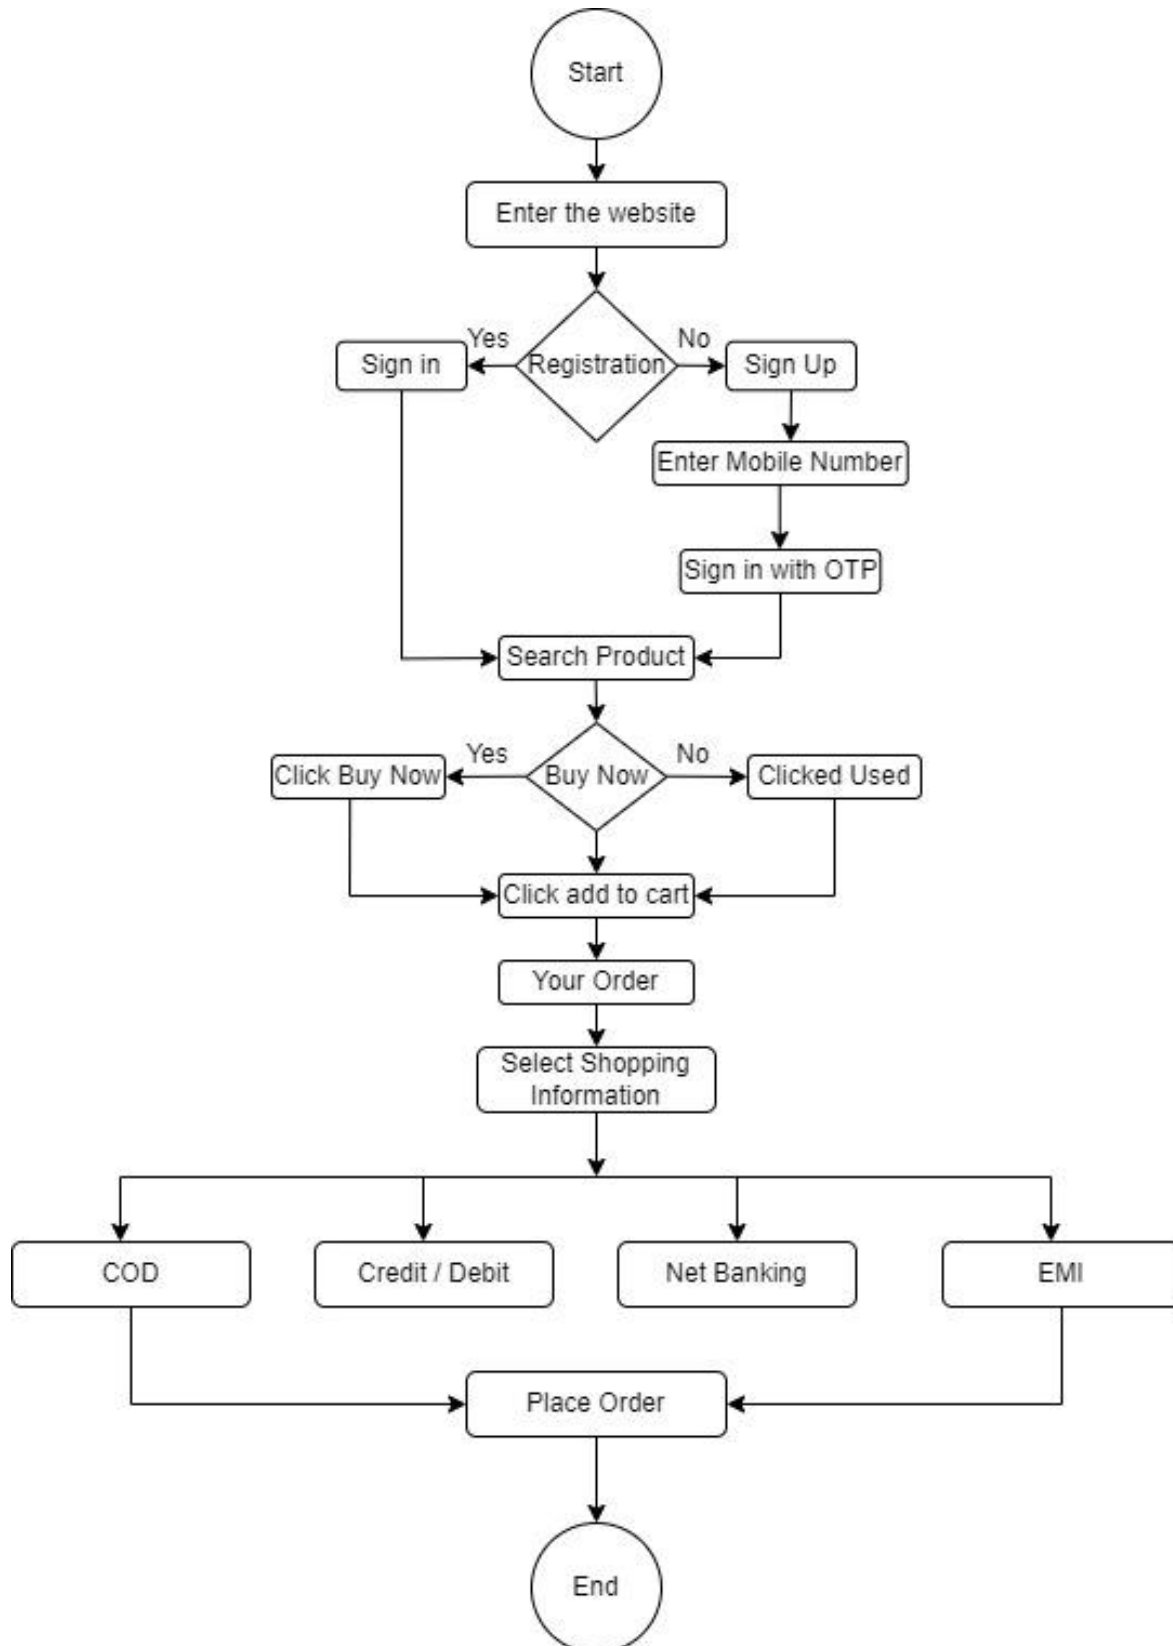 Start
Enter the website
Yes
No
Sign in
Registration
Sign Up
Enter Mobile Number
Sign in with OTP
Search Product
Yes
No
Click Buy Now
Buy Now
Clicked Used
Click add to cart
Your Order
Select Shopping
Information
COD
Credit / Debit
Net Banking
EMI
Place Order
End